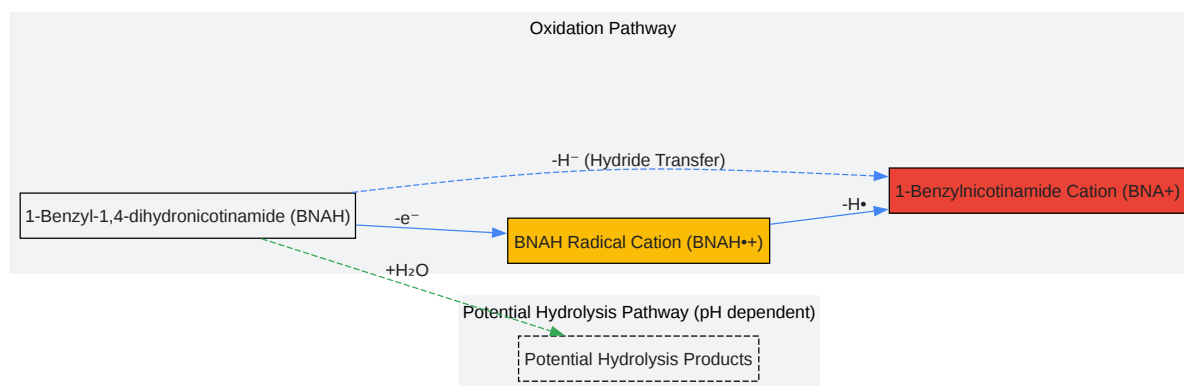 Oxidation Pathway
-H⁻ (Hydride Transfer)
1-Benzylnicotinamide Cation (BNA+)
1-Benzyl-1,4-dihydronicotinamide (BNAH)
-e⁻
-H•
BNAH Radical Cation (BNAH•+)
+H₂O
Potential Hydrolysis Pathway (pH dependent)
Potential Hydrolysis Products